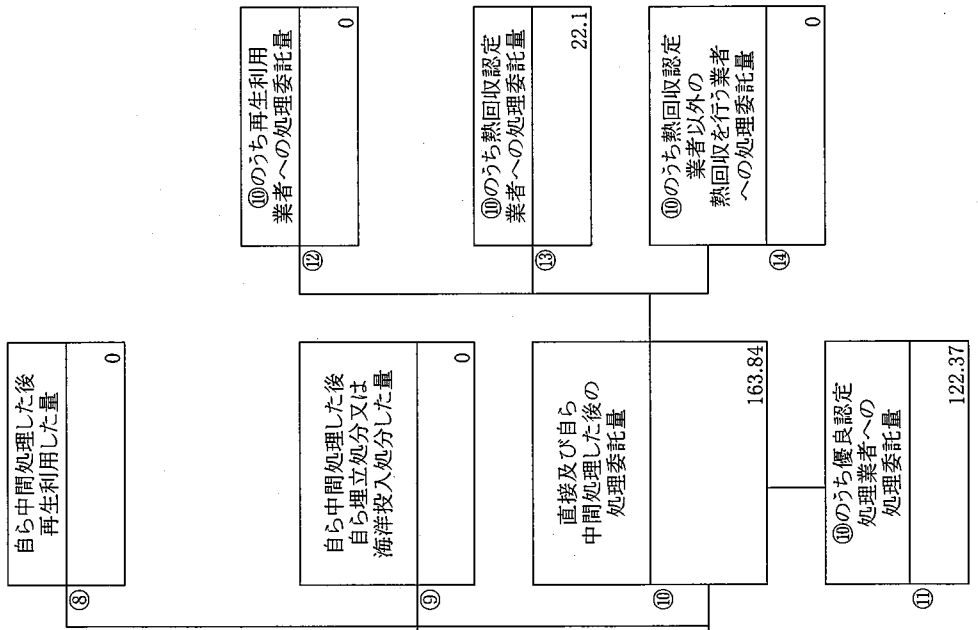 ⑧
自ら中間処理した後
再生利用した量
0
⑨
自ら中間処理した後
自ら埋立処分又は
海洋投入処分した量
0
⑩
直接及び自ら
中間処理した後の
処理委託量
163.84
⑪
⑩のうち優良認定
処理業者への
処理委託量
122.37
⑫
⑩のうち再生利用
業者への処理委託量
0
⑬
⑩のうち熱回収認定
業者への処理委託量
22.1
⑭
⑩のうち熱回収認定
業者以外の
熱回収を行う業者
への処理委託量
0